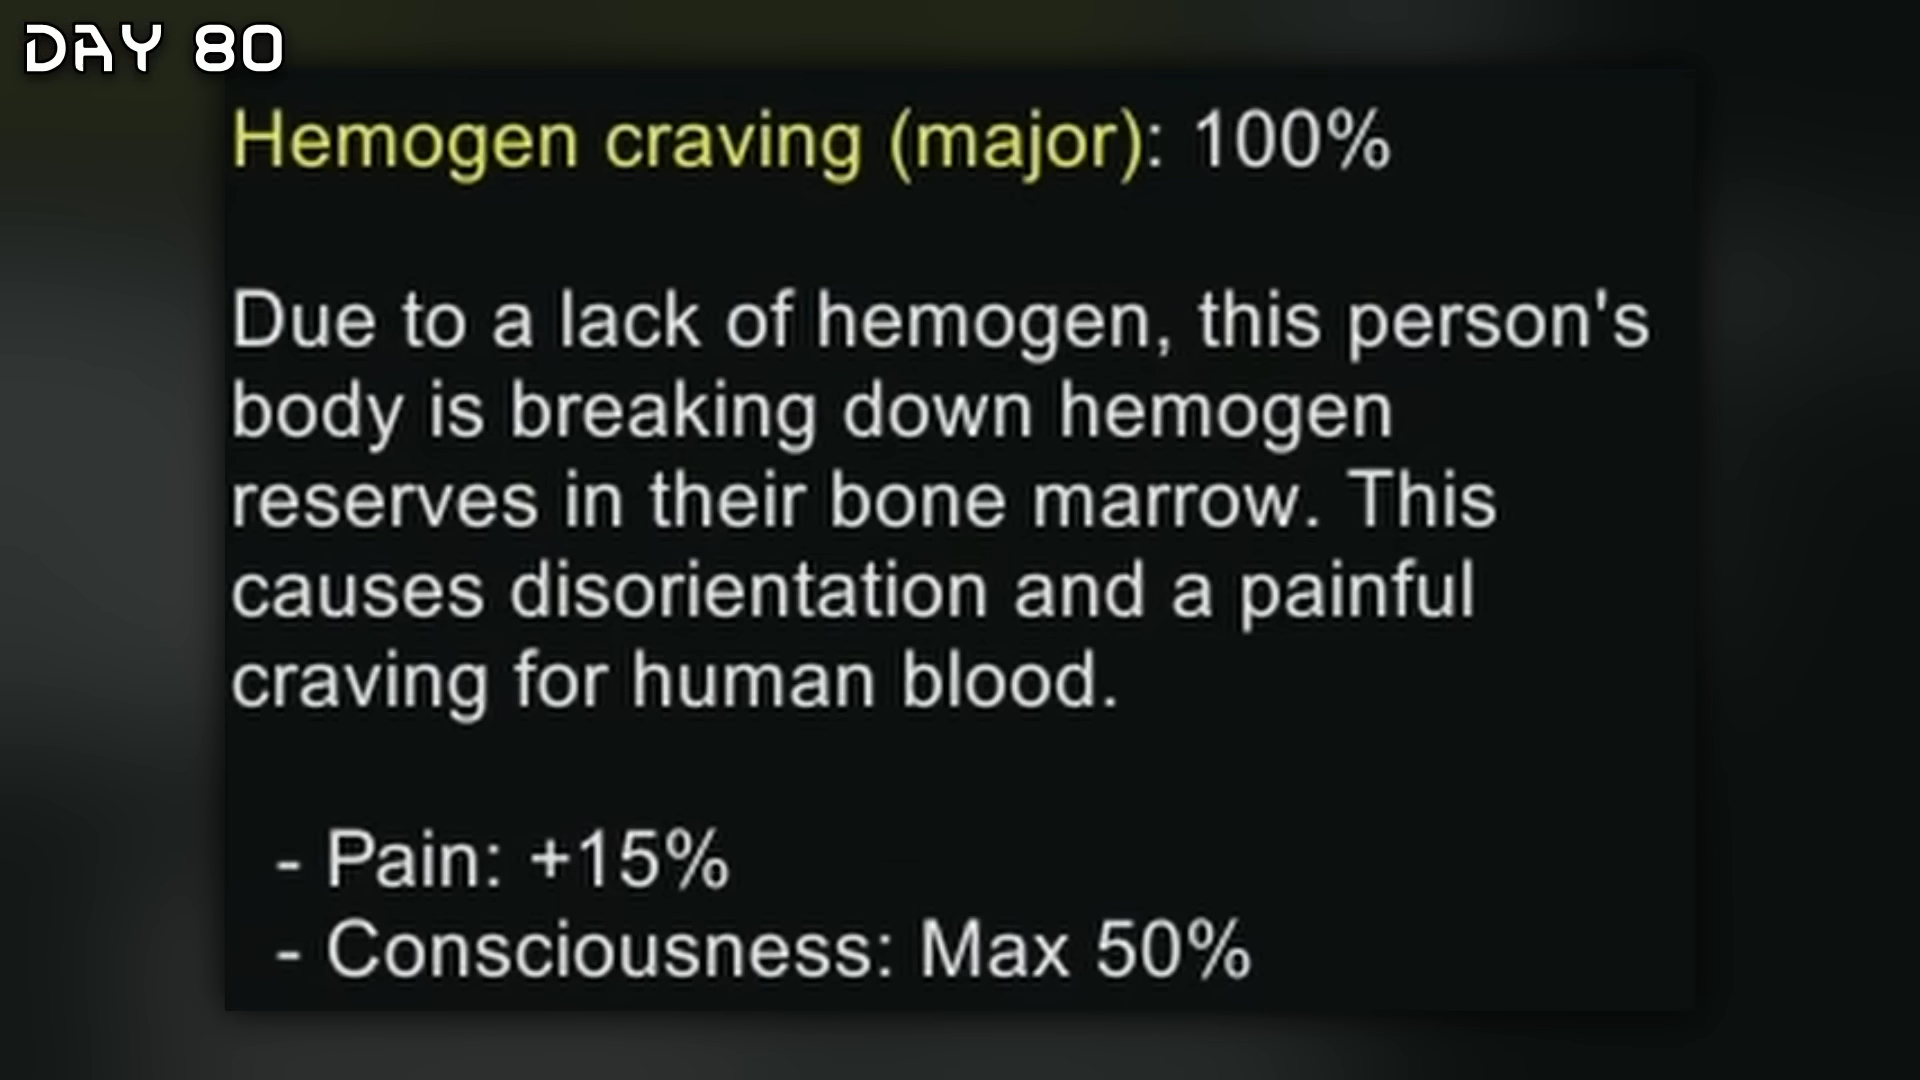 DAY 80
Hemogen craving (major): 100%
Due to a lack of hemogen, this person's
body is breaking down hemogen
reserves in their bone marrow. This
causes disorientation and a painful
craving for human blood.
- Pain: +15%
- Consciousness: Max 50%